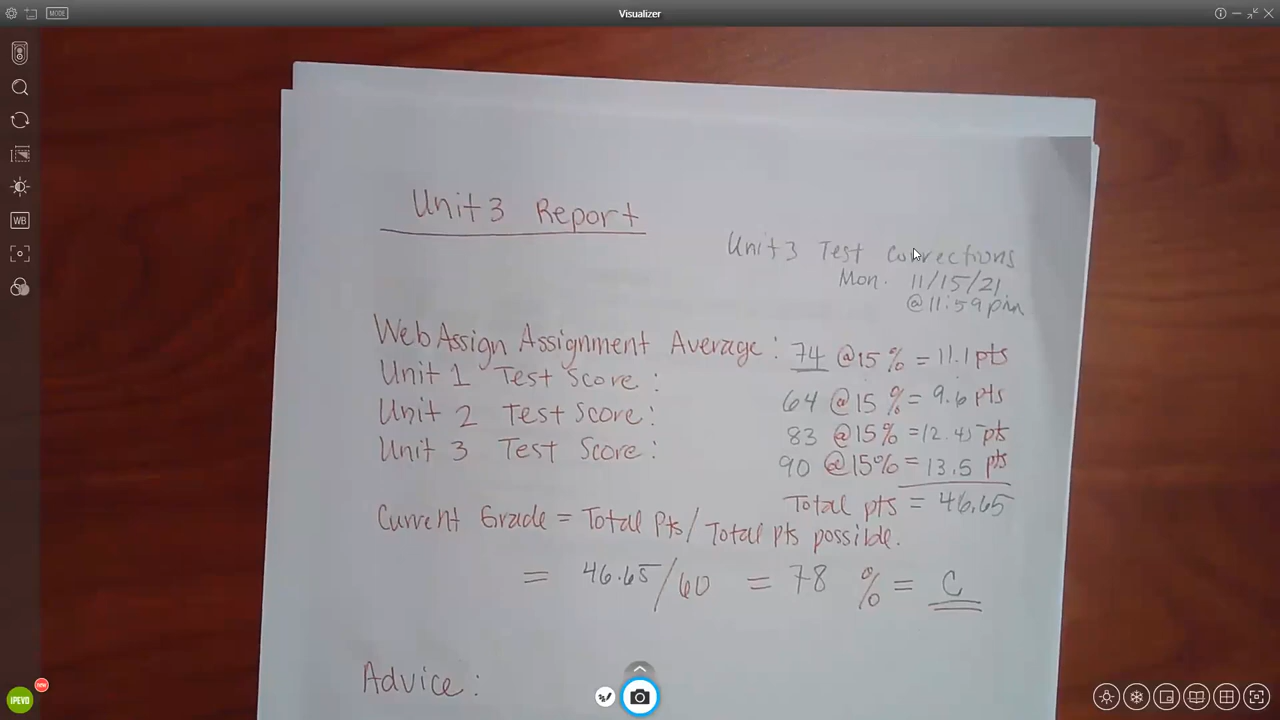 MODE
Visualizer
WB
Unit 3 Report
Unit 3 Test Corrections
Mon. 11/15/21
@11:59 pm
WebAssign Assignment Average: 74 @15% = 11.1 pts
Unit 1 Test Score: 64 @15% = 9.6 pts
Unit 2 Test Score: 83 @15% = 12.45 pts
Unit 3 Test Score: 90 @15% = 13.5 pts
Total pts = 46.65
Current Grade = Total Pts/Total pts possible.
= 46.65/60 = 78 % = C
Advice:
IPEVO
new